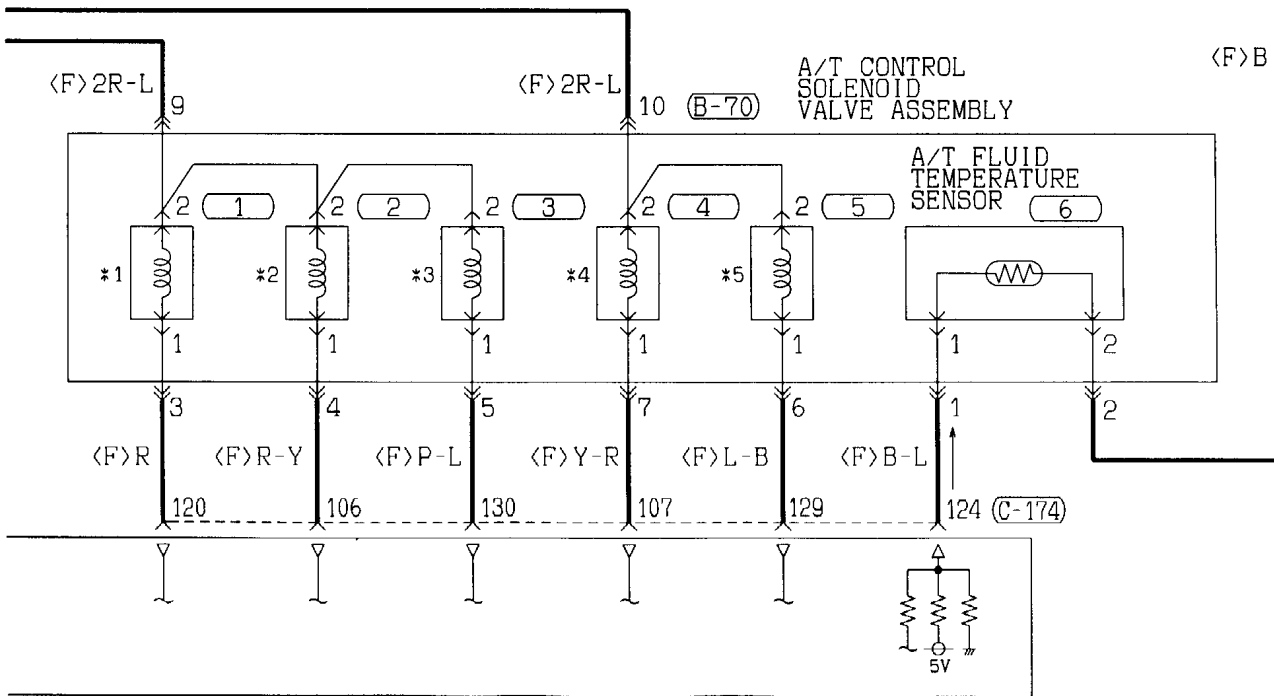 <F>B
<F>2R-L
<F>2R-L
A/T CONTROL
SOLENOID
VALVE ASSEMBLY
9
10
B-70
A/T FLUID
TEMPERATURE
SENSOR
2 1 2 2 2 3 2 4 2 5 6
*1 *2 *3 *4 *5
1 1 1 1 1 1 2
3 4 5 7 6 1 2
<F>R <F>R-Y <F>P-L <F>Y-R <F>L-B <F>B-L
120 106 130 107 129 124 C-174
5V